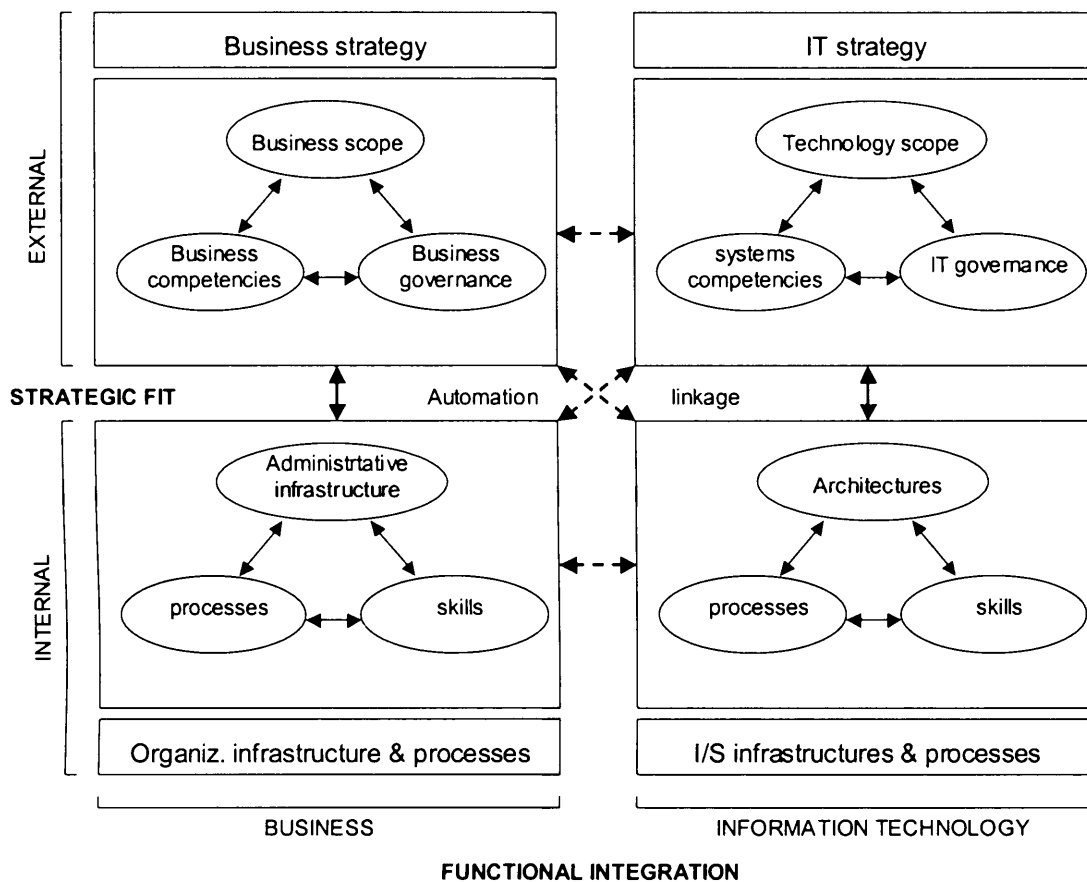 Business strategy
IT strategy
EXTERNAL
Business scope
Technology scope
Business
competencies
Business
governance
systems
competencies
IT governance
STRATEGIC FIT
Automation
linkage
INTERNAL
Administrtative
infrastructure
Architectures
processes
skills
processes
skills
Organiz. infrastructure & processes
I/S infrastructures & processes
BUSINESS
INFORMATION TECHNOLOGY
FUNCTIONAL INTEGRATION